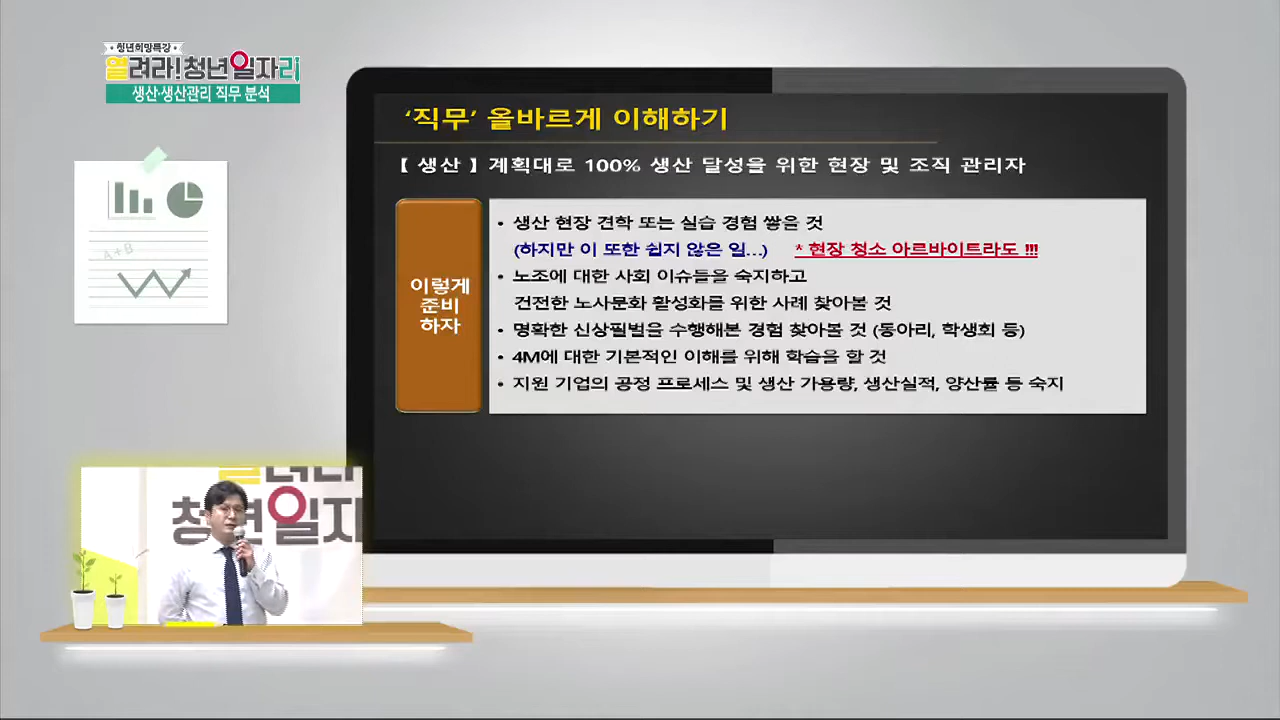 청년희망특강
열려라! 청년일자리
생산·생산관리 직무 분석
‘직무’ 올바르게 이해하기
【 생산 】 계획대로 100% 생산 달성을 위한 현장 및 조직 관리자
이렇게
준비
하자
• 생산 현장 견학 또는 실습 경험 쌓을 것
(하지만 이 또한 쉽지 않은 일...) * 현장 청소 아르바이트라도 !!!
• 노조에 대한 사회 이슈들을 숙지하고
건전한 노사문화 활성화를 위한 사례 찾아볼 것
• 명확한 신상필벌을 수행해본 경험 찾아볼 것 (동아리, 학생회 등)
• 4M에 대한 기본적인 이해를 위해 학습을 할 것
• 지원 기업의 공정 프로세스 및 생산 가용량, 생산실적, 양산률 등 숙지
A+B
열려라
청년일자